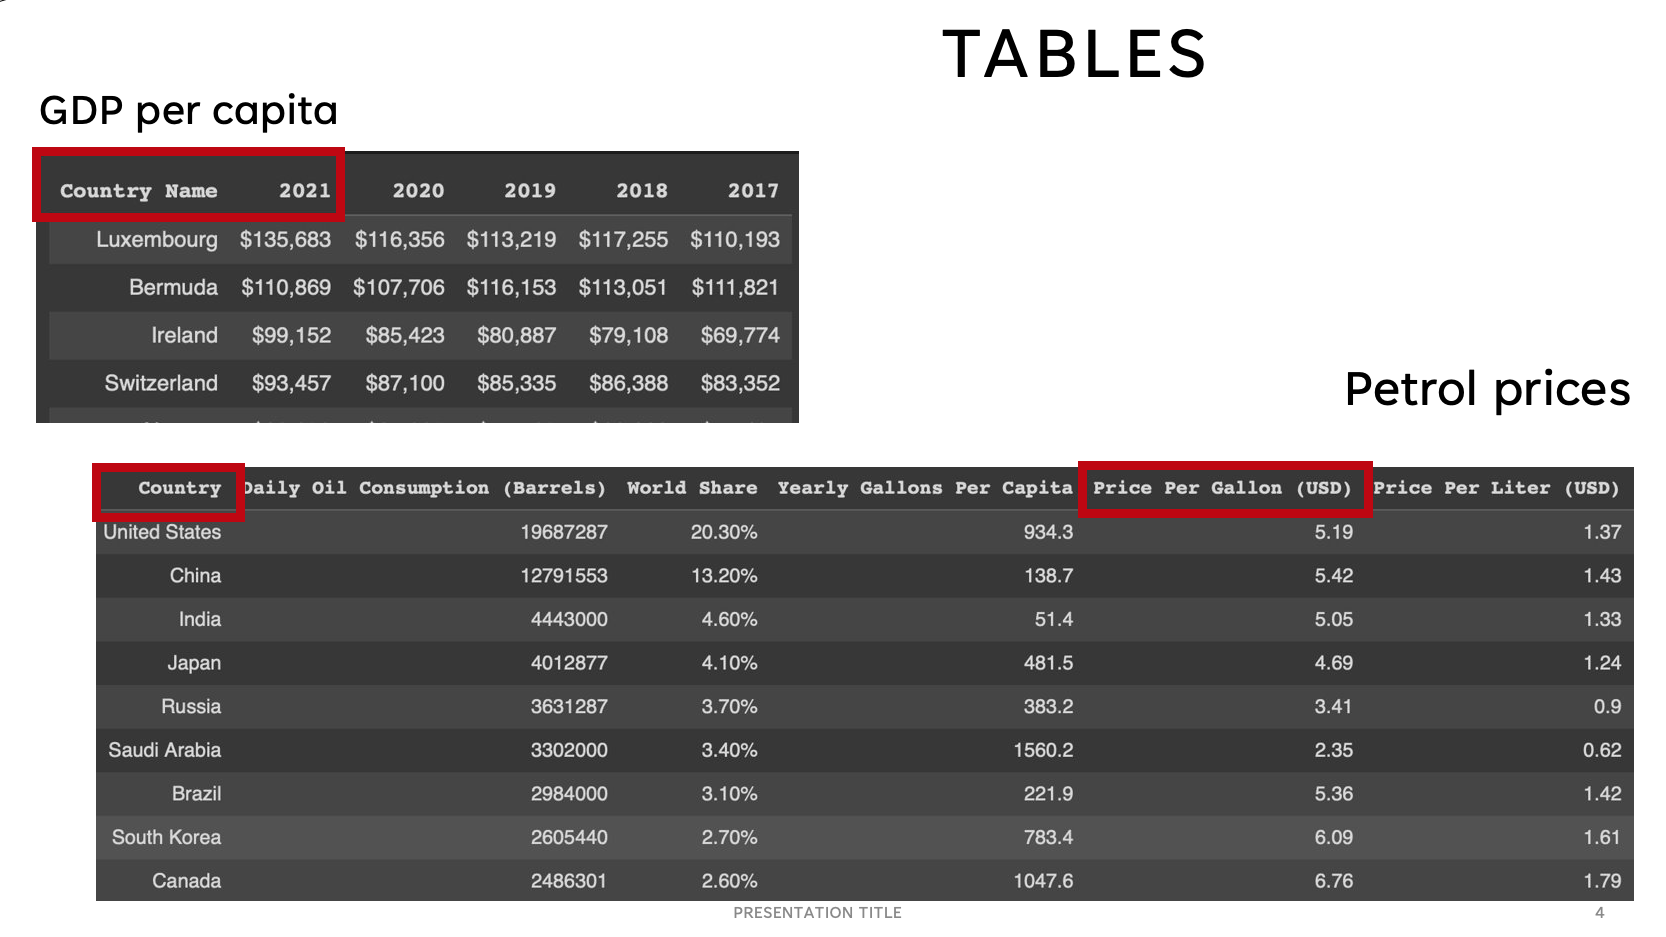 TABLES
GDP per capita
Country Name 2021 2020 2019 2018 2017
Luxembourg $135,683 $116,356 $113,219 $117,255 $110,193
Bermuda $110,869 $107,706 $116,153 $113,051 $111,821
Ireland $99,152 $85,423 $80,887 $79,108 $69,774
Switzerland $93,457 $87,100 $85,335 $86,388 $83,352
Petrol prices
Country Daily Oil Consumption (Barrels) World Share Yearly Gallons Per Capita Price Per Gallon (USD) Price Per Liter (USD)
United States 19687287 20.30% 934.3 5.19 1.37
China 12791553 13.20% 138.7 5.42 1.43
India 4443000 4.60% 51.4 5.05 1.33
Japan 4012877 4.10% 481.5 4.69 1.24
Russia 3631287 3.70% 383.2 3.41 0.9
Saudi Arabia 3302000 3.40% 1560.2 2.35 0.62
Brazil 2984000 3.10% 221.9 5.36 1.42
South Korea 2605440 2.70% 783.4 6.09 1.61
Canada 2486301 2.60% 1047.6 6.76 1.79
PRESENTATION TITLE 4